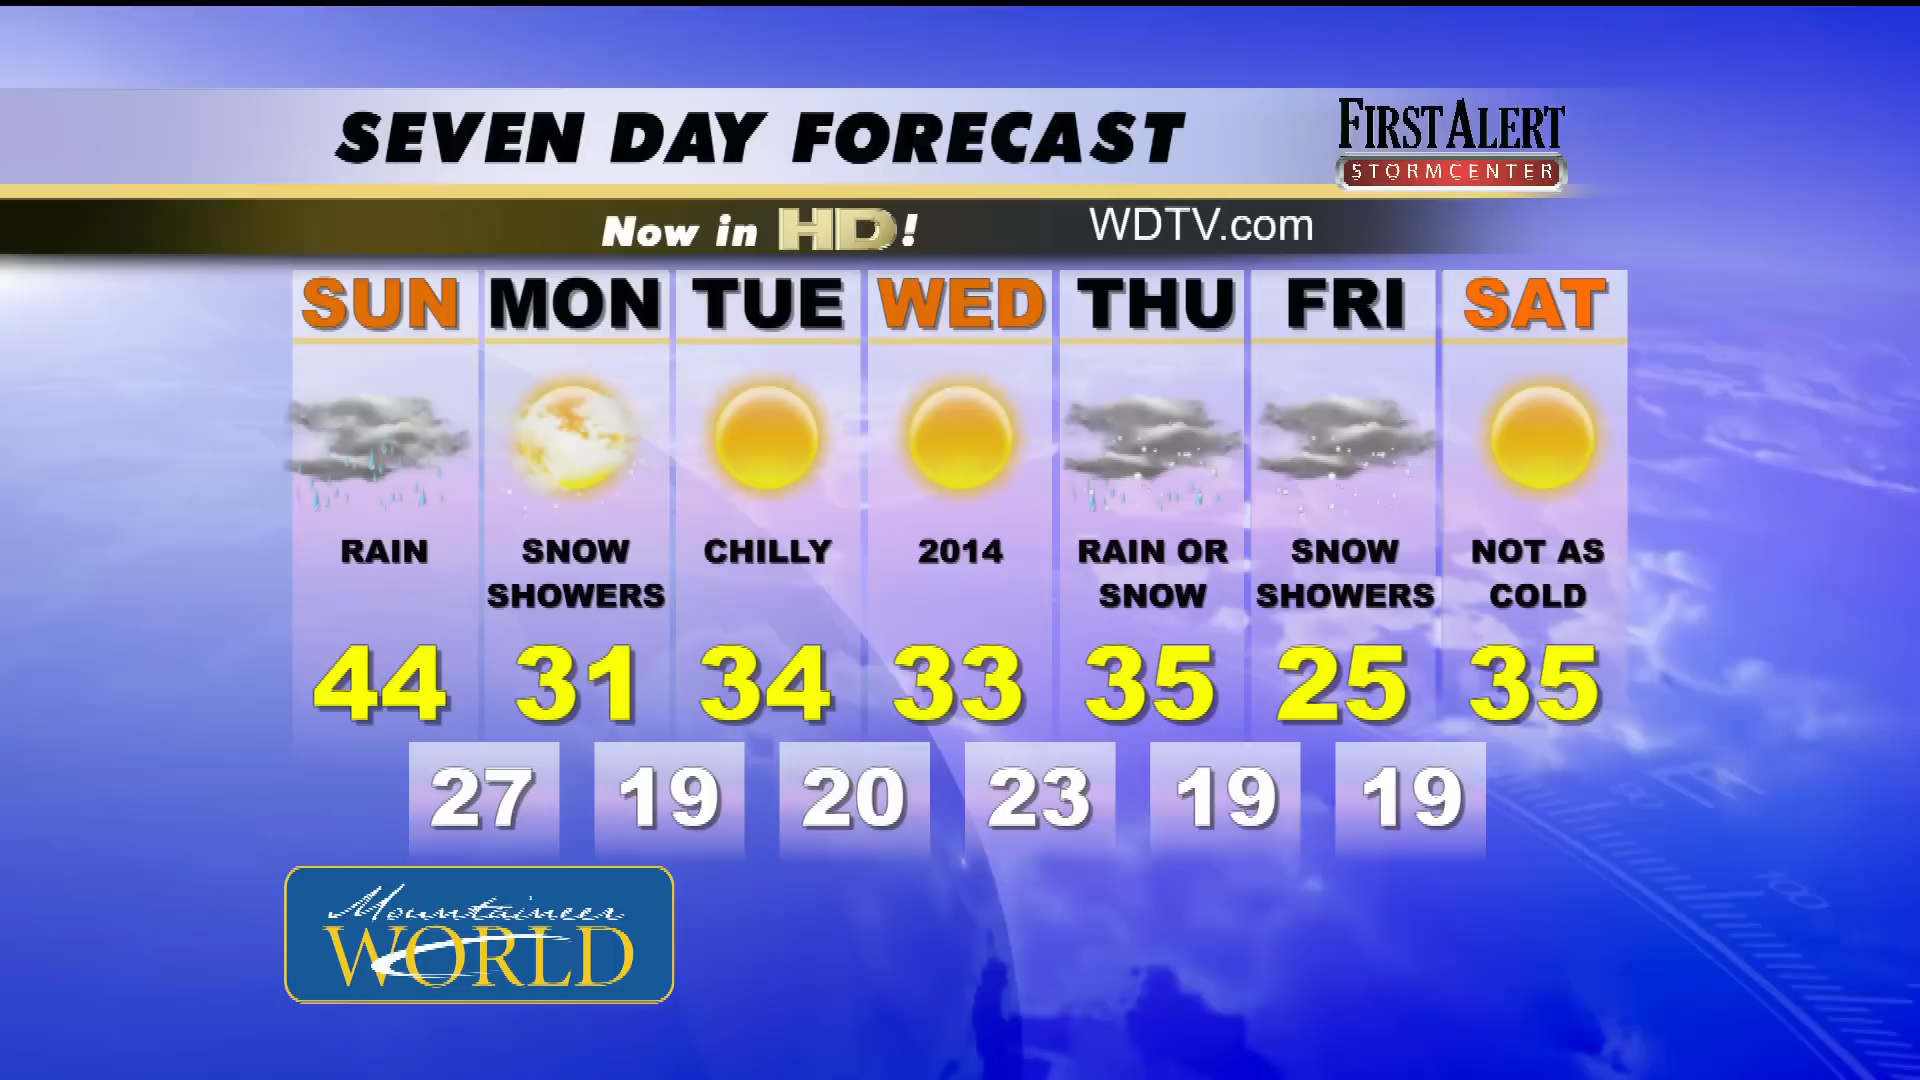 SEVEN DAY FORECAST
FIRST ALERT
STORMCENTER
Now in HD!
WDTV.com
SUN MON TUE WED THU FRI SAT
RAIN SNOW CHILLY 2014 RAIN OR SNOW NOT AS
SHOWERS SNOW SHOWERS COLD
44 31 34 33 35 25 35
27 19 20 23 19 19
Mountaineer
WORLD